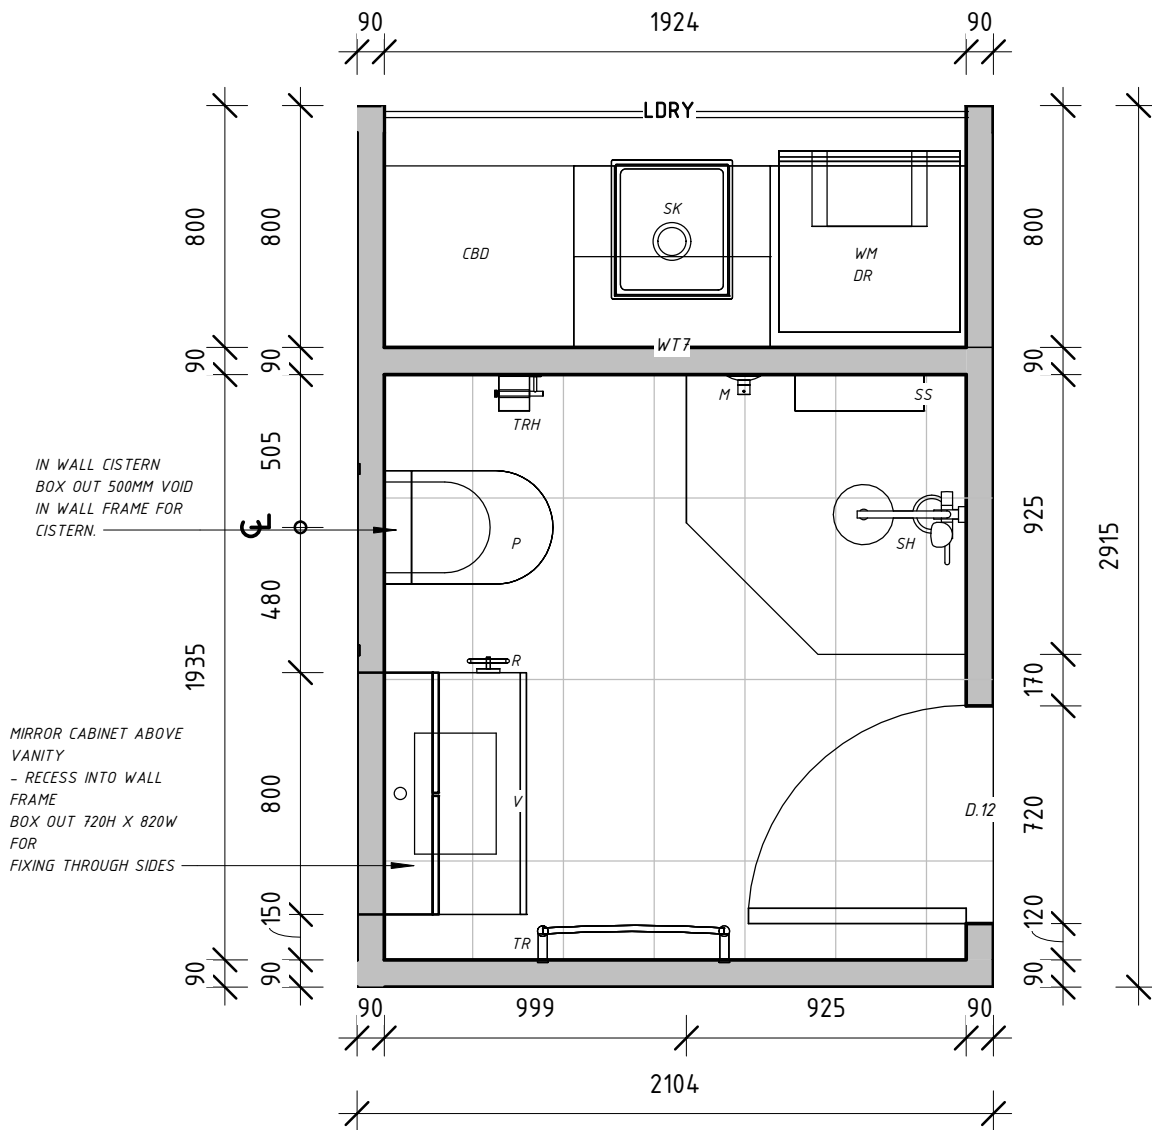 90
1924
90
LDRY
800
800
800
SK
CBD
WM
DR
WT7
90
90
90
M
SS
TRH
505
IN WALL CISTERN
BOX OUT 500MM VOID
IN WALL FRAME FOR
CISTERN.
CL
P
SH
925
2915
480
1935
R
170
MIRROR CABINET ABOVE
VANITY
- RECESS INTO WALL
FRAME
BOX OUT 720H X 820W
FOR
FIXING THROUGH SIDES
800
V
D.12
720
150
120
TR
90
90
90
90
999
925
90
2104